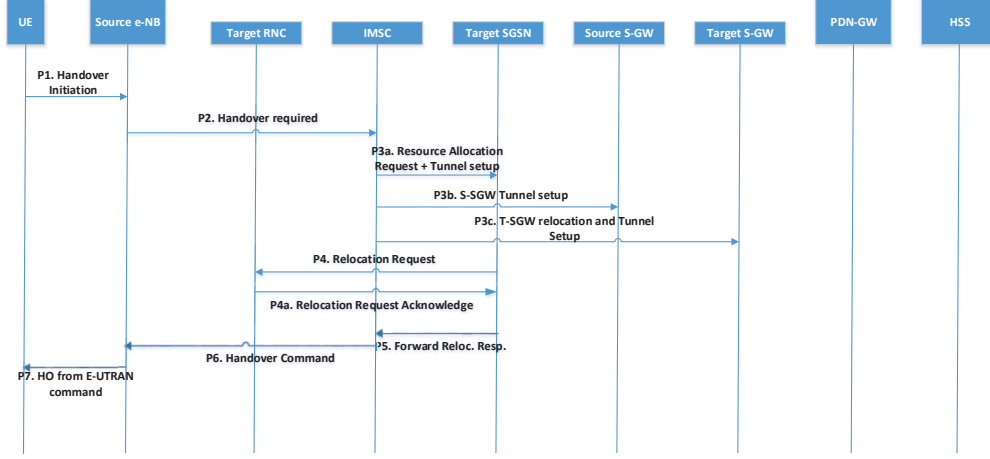 UE
Source e-NB
Target RNC
IMSC
Target SGSN
Source S-GW
Target S-GW
PDN-GW
HSS
P1. Handover
Initiation
P2. Handover required
P3a. Resource Allocation
Request + Tunnel setup
P3b. S-SGW Tunnel setup
P3c. T-SGW relocation and Tunnel
Setup
P4. Relocation Request
P4a. Relocation Request Acknowledge
P5. Forward Reloc. Resp.
P6. Handover Command
P7. HO from E-UTRAN
command